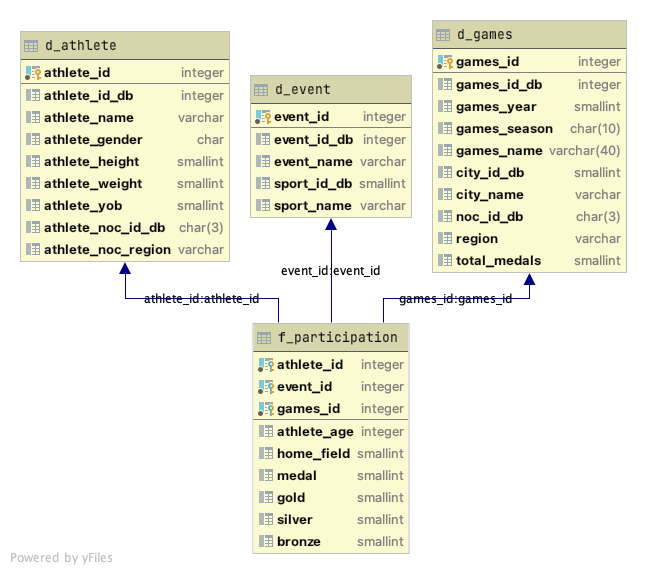 d_athlete
athlete_id integer
athlete_id_db integer
athlete_name varchar
athlete_gender char
athlete_height smallint
athlete_weight smallint
athlete_yob smallint
athlete_noc_id_db char(3)
athlete_noc_region varchar
d_event
event_id integer
event_id_db integer
event_name varchar
sport_id_db smallint
sport_name varchar
d_games
games_id integer
games_id_db integer
games_year smallint
games_season char(10)
games_name varchar(40)
city_id_db smallint
city_name varchar
noc_id_db char(3)
region varchar
total_medals smallint
athlete_id:athlete_id
event_id:event_id
games_id:games_id
f_participation
athlete_id integer
event_id integer
games_id integer
athlete_age integer
home_field smallint
medal smallint
gold smallint
silver smallint
bronze smallint
Powered by yFiles